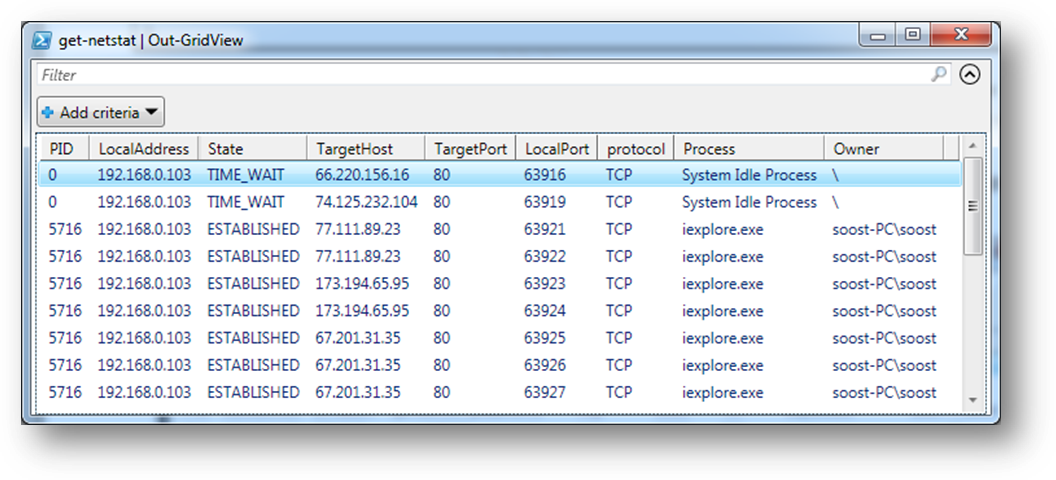 get-netstat | Out-GridView
Filter
Add criteria
PID LocalAddress State TargetHost TargetPort LocalPort protocol Process Owner
0 192.168.0.103 TIME_WAIT 66.220.156.16 80 63916 TCP System Idle Process \
0 192.168.0.103 TIME_WAIT 74.125.232.104 80 63919 TCP System Idle Process \
5716 192.168.0.103 ESTABLISHED 77.111.89.23 80 63921 TCP iexplore.exe soost-PC\soost
5716 192.168.0.103 ESTABLISHED 77.111.89.23 80 63922 TCP iexplore.exe soost-PC\soost
5716 192.168.0.103 ESTABLISHED 173.194.65.95 80 63923 TCP iexplore.exe soost-PC\soost
5716 192.168.0.103 ESTABLISHED 173.194.65.95 80 63924 TCP iexplore.exe soost-PC\soost
5716 192.168.0.103 ESTABLISHED 67.201.31.35 80 63925 TCP iexplore.exe soost-PC\soost
5716 192.168.0.103 ESTABLISHED 67.201.31.35 80 63926 TCP iexplore.exe soost-PC\soost
5716 192.168.0.103 ESTABLISHED 67.201.31.35 80 63927 TCP iexplore.exe soost-PC\soost